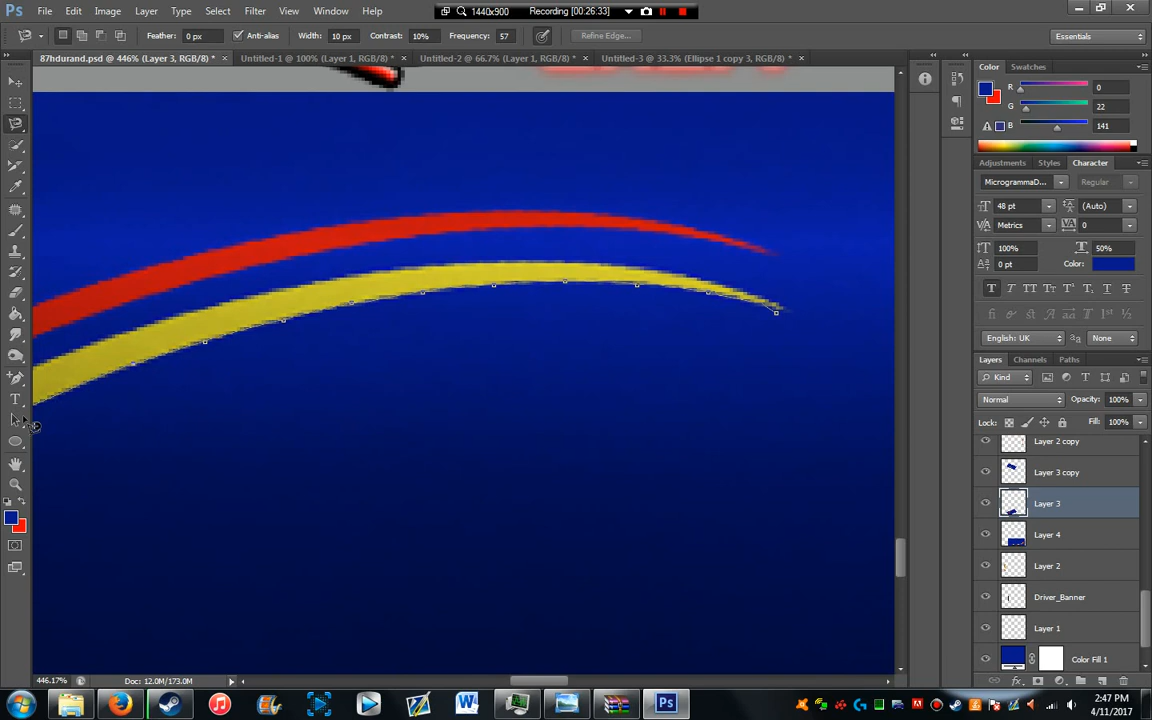 Ps File Edit Image Layer Type Select Filter View Window Help
1440x900 Recording [00:26:33]
Feather: 0 px Anti-alias Width: 10 px Contrast: 10% Frequency: 57 Refine Edge... Essentials
87hdurand.psd @ 446% (Layer 3, RGB/8) * × Untitled-1 @ 100% (Layer 1, RGB/8) * × Untitled-2 @ 66.7% (Layer 1, RGB/8) * × Untitled-3 @ 33.3% (Ellipse 1 copy 3, RGB/8) * ×
Color Swatches
R 0
G 22
B 141
Adjustments Styles Character
MicrogrammaD... Regular
48 pt (Auto)
Metrics 0
100% 50%
0 pt Color:
T T TT Tt T¹ T₁ T T
English: UK None
Layers Channels Paths
Kind
Normal Opacity: 100%
Lock: Fill: 100%
Layer 2 copy
Layer 3 copy
Layer 3
Layer 4
Layer 2
Driver_Banner
Layer 1
Color Fill 1
446.17% Doc: 12.0M/173.0M
2:47 PM
4/11/2017